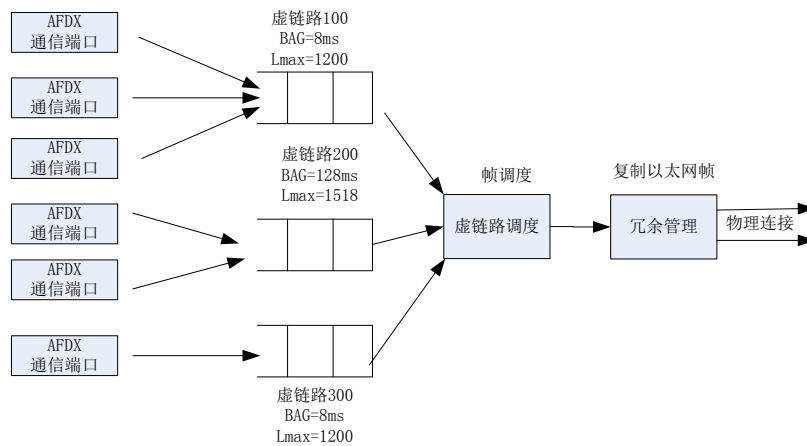 AFDX
通信端口
AFDX
通信端口
AFDX
通信端口
AFDX
通信端口
AFDX
通信端口
AFDX
通信端口
虚链路100
BAG=8ms
Lmax=1200
虚链路200
BAG=128ms
Lmax=1518
虚链路300
BAG=8ms
Lmax=1200
帧调度
虚链路调度
复制以太网帧
冗余管理
物理连接